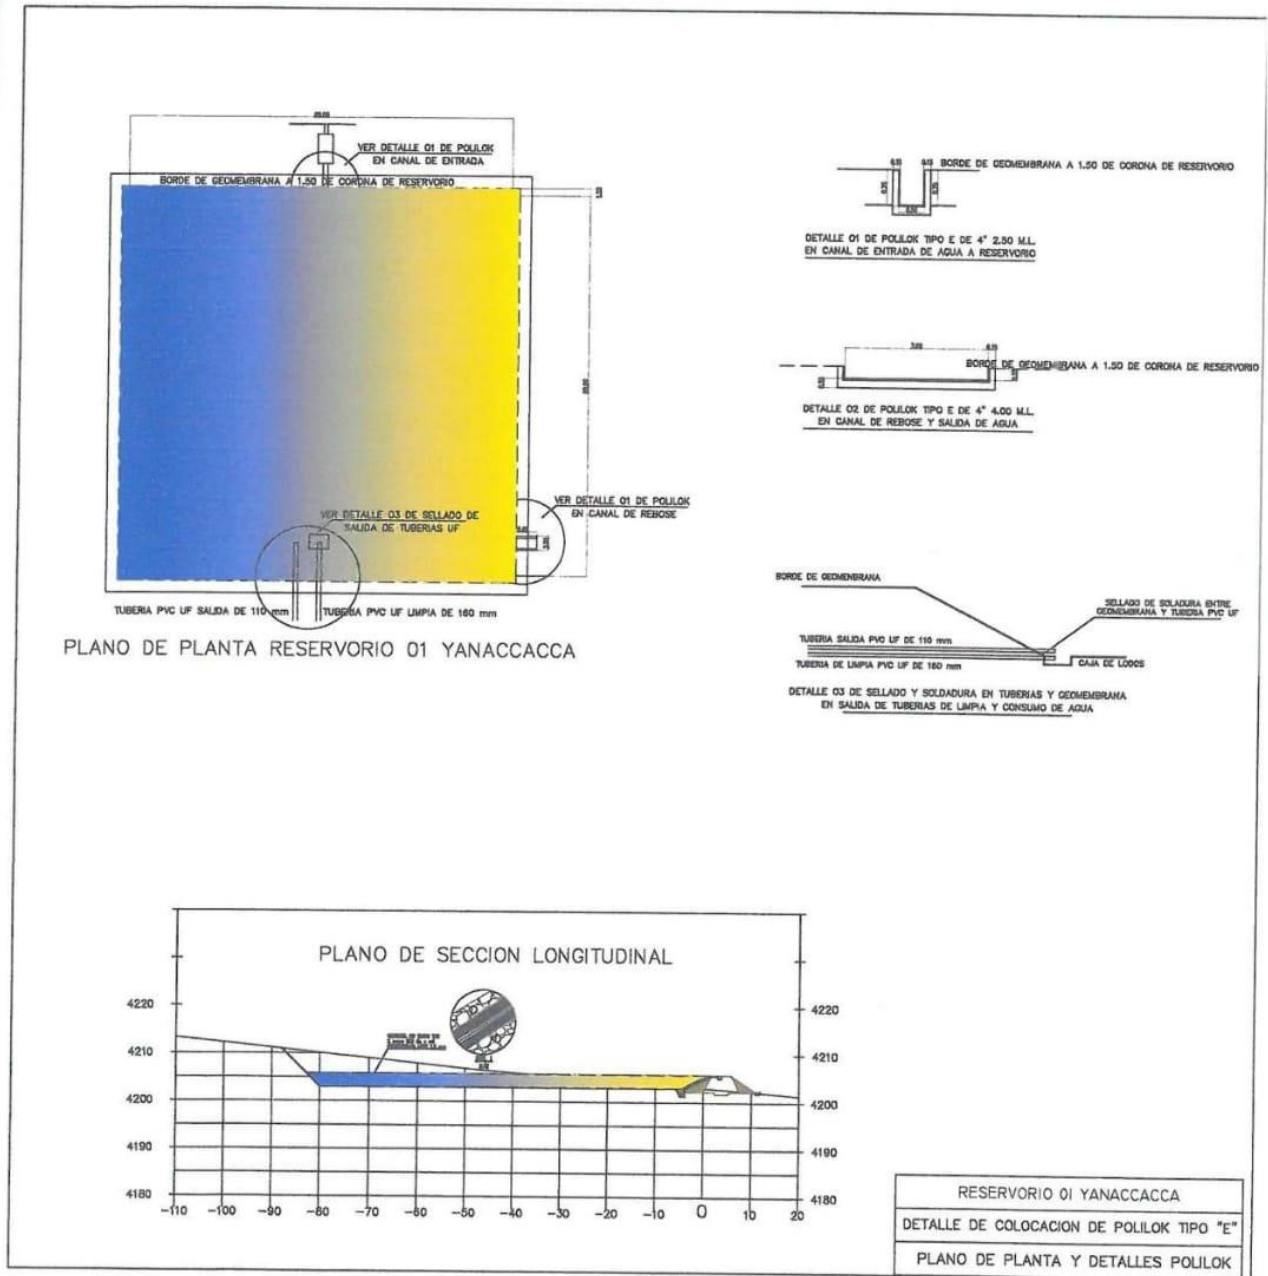 VER DETALLE 01 DE POLILOK
EN CANAL DE ENTRADA
BORDE DE GEOMEMBRANA A 1.50 DE CORONA DE RESERVORIO
VER DETALLE 03 DE SELLADO DE
SALIDA DE TUBERIAS UF
VER DETALLE 01 DE POLILOK
EN CANAL DE REBOSE
TUBERIA PVC UF SALIDA DE 110 mm
TUBERIA PVC UF LIMPIA DE 160 mm
PLANO DE PLANTA RESERVORIO 01 YANACCACCA
BORDE DE GEOMEMBRANA A 1.50 DE CORONA DE RESERVORIO
DETALLE 01 DE POLILOK TIPO E DE 4" 2.50 M.L.
EN CANAL DE ENTRADA DE AGUA A RESERVORIO
BORDE DE GEOMEMBRANA A 1.50 DE CORONA DE RESERVORIO
DETALLE 02 DE POLILOK TIPO E DE 4" 4.00 M.L.
EN CANAL DE REBOSE Y SALIDA DE AGUA
BORDE DE GEOMENBRANA
SELLADO DE SOLADURA ENTRE
GEOMEMBRANA Y TUBERIA PVC UF
TUBERIA SALIDA PVC UF DE 110 mm
TUBERIA DE LIMPIA PVC UF DE 160 mm
CAJA DE LODOS
DETALLE 03 DE SELLADO Y SOLDADURA EN TUBERIAS Y GEOMEMBRANA
EN SALIDA DE TUBERIAS DE LIMPIA Y CONSUMO DE AGUA
PLANO DE SECCION LONGITUDINAL
4220
4210
4200
4190
4180
4220
4210
4200
4190
4180
-110 -100 -90 -80 -70 -60 -50 -40 -30 -20 -10 0 10 20
RESERVORIO 01 YANACCACCA
DETALLE DE COLOCACION DE POLILOK TIPO "E"
PLANO DE PLANTA Y DETALLES POLILOK